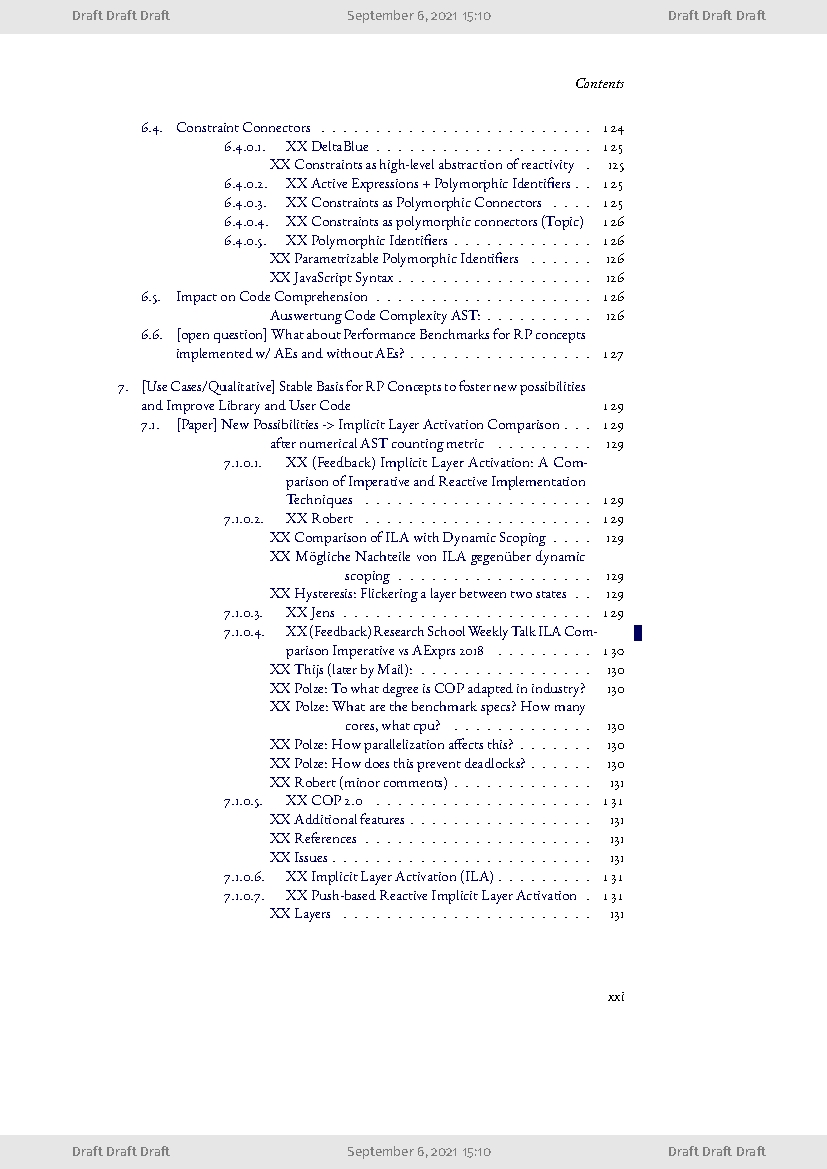 Draft Draft Draft September 6, 2021 15:10 Draft Draft Draft
Contents
6.4. Constraint Connectors . . . . . . . . . . . . . . . . . . . . . . . . . 124
6.4.0.1. XX DeltaBlue . . . . . . . . . . . . . . . . . . . . 125
XX Constraints as high-level abstraction of reactivity . 125
6.4.0.2. XX Active Expressions + Polymorphic Identifiers . . 125
6.4.0.3. XX Constraints as Polymorphic Connectors . . . . 125
6.4.0.4. XX Constraints as polymorphic connectors (Topic) 126
6.4.0.5. XX Polymorphic Identifiers . . . . . . . . . . . . . 126
XX Parametrizable Polymorphic Identifiers . . . . . . 126
XX JavaScript Syntax . . . . . . . . . . . . . . . . . . 126
6.5. Impact on Code Comprehension . . . . . . . . . . . . . . . . . . . . 126
Auswertung Code Complexity AST: . . . . . . . . . . 126
6.6. [open question] What about Performance Benchmarks for RP concepts
implemented w/ AEs and without AEs? . . . . . . . . . . . . . . . . . 127
7. [Use Cases/Qualitative] Stable Basis for RP Concepts to foster new possibilities
and Improve Library and User Code 129
7.1. [Paper] New Possibilities -> Implicit Layer Activation Comparison . . . 129
after numerical AST counting metric . . . . . . . . . 129
7.1.0.1. XX (Feedback) Implicit Layer Activation: A Com-
parison of Imperative and Reactive Implementation
Techniques . . . . . . . . . . . . . . . . . . . . . 129
7.1.0.2. XX Robert . . . . . . . . . . . . . . . . . . . . . 129
XX Comparison of ILA with Dynamic Scoping . . . . 129
XX Mögliche Nachteile von ILA gegenüber dynamic
scoping . . . . . . . . . . . . . . . . . . 129
XX Hysteresis: Flickering a layer between two states . . 129
7.1.0.3. XX Jens . . . . . . . . . . . . . . . . . . . . . . . 129
7.1.0.4. XX (Feedback) Research School Weekly Talk ILA Com-
parison Imperative vs AExprs 2018 . . . . . . . . . 130
XX Thijs (later by Mail): . . . . . . . . . . . . . . . . 130
XX Polze: To what degree is COP adapted in industry? 130
XX Polze: What are the benchmark specs? How many
cores, what cpu? . . . . . . . . . . . . . 130
XX Polze: How parallelization affects this? . . . . . . . 130
XX Polze: How does this prevent deadlocks? . . . . . . 130
XX Robert (minor comments) . . . . . . . . . . . . . 131
7.1.0.5. XX COP 2.0 . . . . . . . . . . . . . . . . . . . . 131
XX Additional features . . . . . . . . . . . . . . . . . 131
XX References . . . . . . . . . . . . . . . . . . . . . 131
XX Issues . . . . . . . . . . . . . . . . . . . . . . . . 131
7.1.0.6. XX Implicit Layer Activation (ILA) . . . . . . . . . 131
7.1.0.7. XX Push-based Reactive Implicit Layer Activation . 131
XX Layers . . . . . . . . . . . . . . . . . . . . . . . 131
xxi
Draft Draft Draft September 6, 2021 15:10 Draft Draft Draft